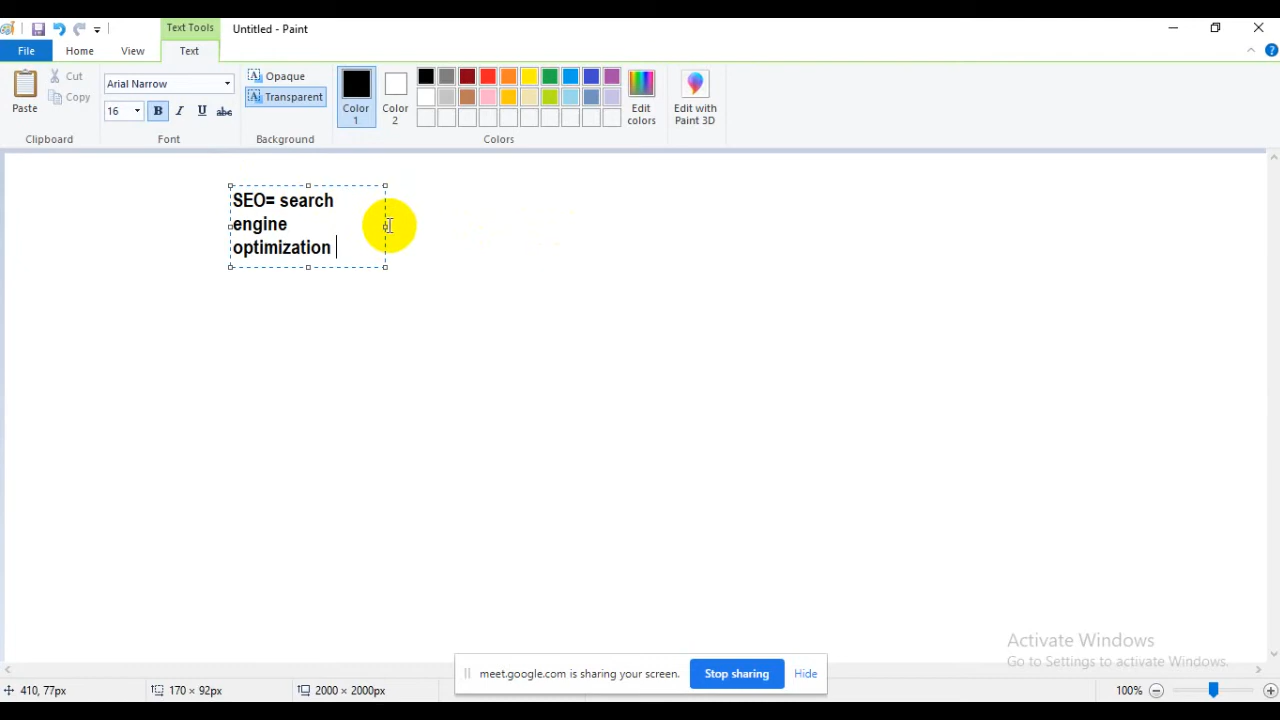 Text Tools
Untitled - Paint
File
Home
View
Text
Paste
Cut
Copy
Clipboard
Arial Narrow
16
B
I
U
abc
Font
A Opaque
A Transparent
Background
Color 1
Color 2
Edit colors
Colors
Edit with Paint 3D
SEO= search
engine
optimization
Activate Windows
Go to Settings to activate Windows.
meet.google.com is sharing your screen.
Stop sharing
Hide
410, 77px
170 × 92px
2000 × 2000px
100%